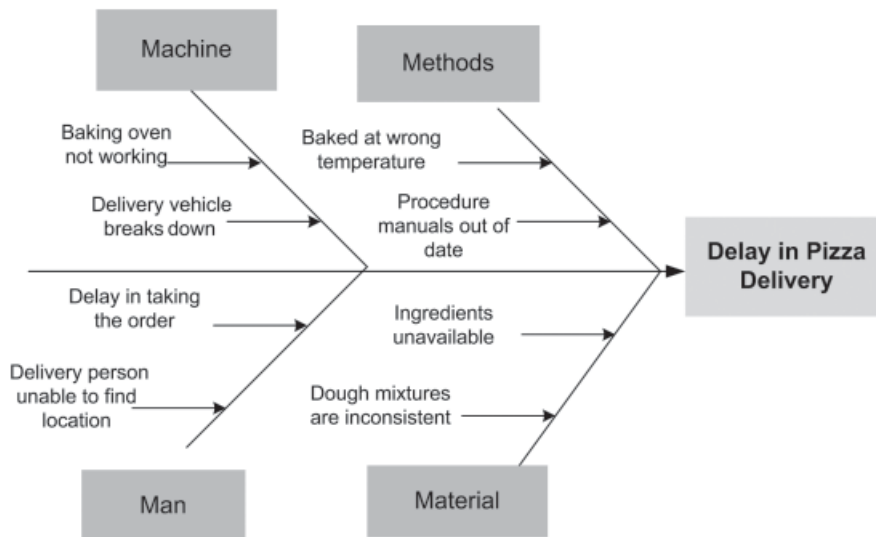 Machine
Methods
Baking oven
not working
Baked at wrong
temperature
Delivery vehicle
breaks down
Procedure
manuals out of
date
Delay in Pizza
Delivery
Delay in taking
the order
Ingredients
unavailable
Delivery person
unable to find
location
Dough mixtures
are inconsistent
Man
Material